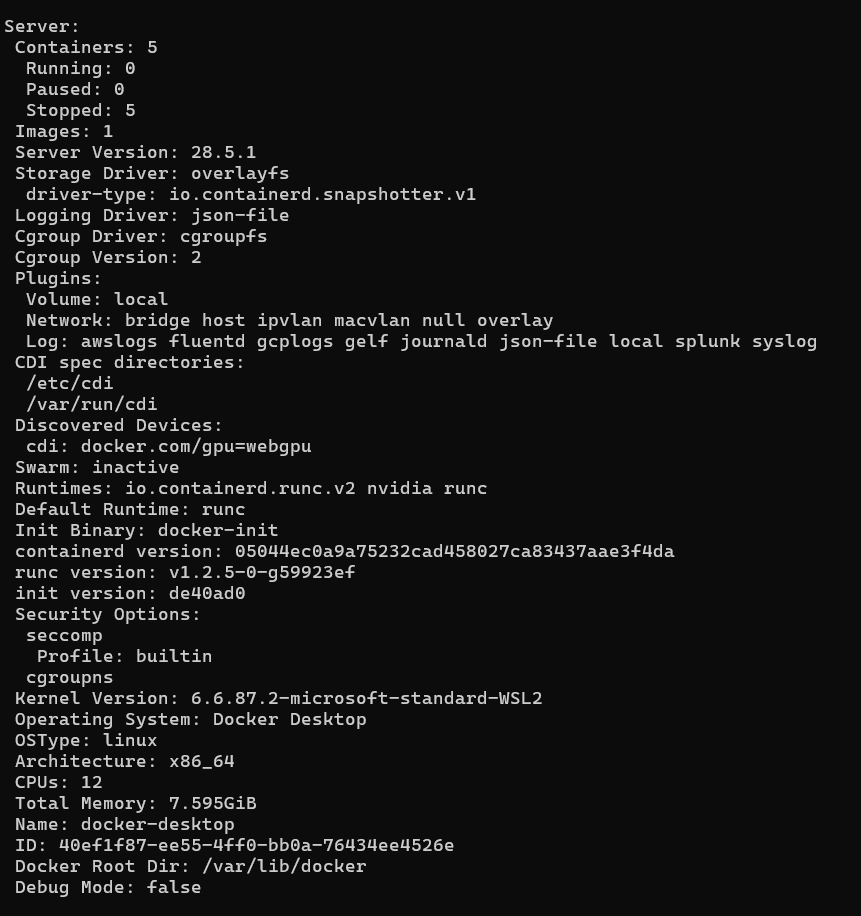 Server:
 Containers: 5
  Running: 0
  Paused: 0
  Stopped: 5
 Images: 1
 Server Version: 28.5.1
 Storage Driver: overlayfs
  driver-type: io.containerd.snapshotter.v1
 Logging Driver: json-file
 Cgroup Driver: cgroupfs
 Cgroup Version: 2
 Plugins:
  Volume: local
  Network: bridge host ipvlan macvlan null overlay
  Log: awslogs fluentd gcplogs gelf journald json-file local splunk syslog
 CDI spec directories:
  /etc/cdi
  /var/run/cdi
 Discovered Devices:
  cdi: docker.com/gpu=webgpu
 Swarm: inactive
 Runtimes: io.containerd.runc.v2 nvidia runc
 Default Runtime: runc
 Init Binary: docker-init
 containerd version: 05044ec0a9a75232cad458027ca83437aae3f4da
 runc version: v1.2.5-0-g59923ef
 init version: de40ad0
 Security Options:
  seccomp
   Profile: builtin
  cgroupns
 Kernel Version: 6.6.87.2-microsoft-standard-WSL2
 Operating System: Docker Desktop
 OSType: linux
 Architecture: x86_64
 CPUs: 12
 Total Memory: 7.595GiB
 Name: docker-desktop
 ID: 40ef1f87-ee55-4ff0-bb0a-76434ee4526e
 Docker Root Dir: /var/lib/docker
 Debug Mode: false